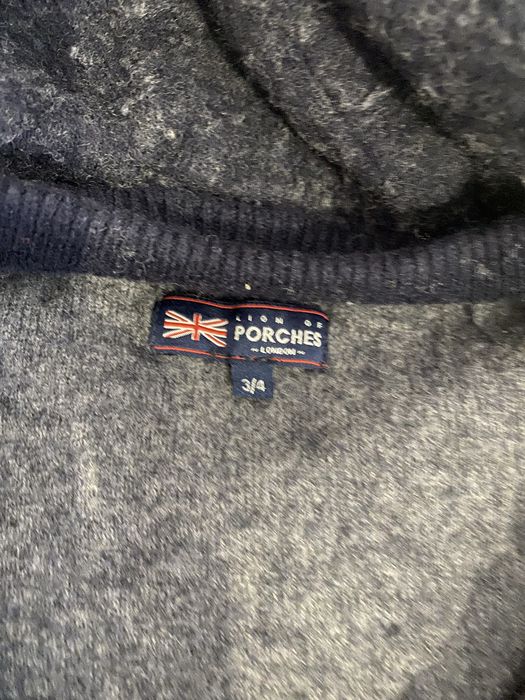 LION OF
PORCHES
~ LONDON ~
3/4